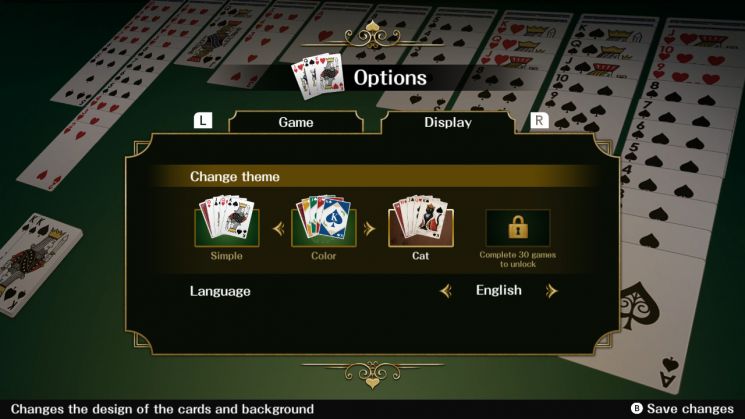 Options
L
Game
Display
R
Change theme
Simple
Color
Cat
Complete 30 games
to unlock
Language
English
Changes the design of the cards and background
B Save changes